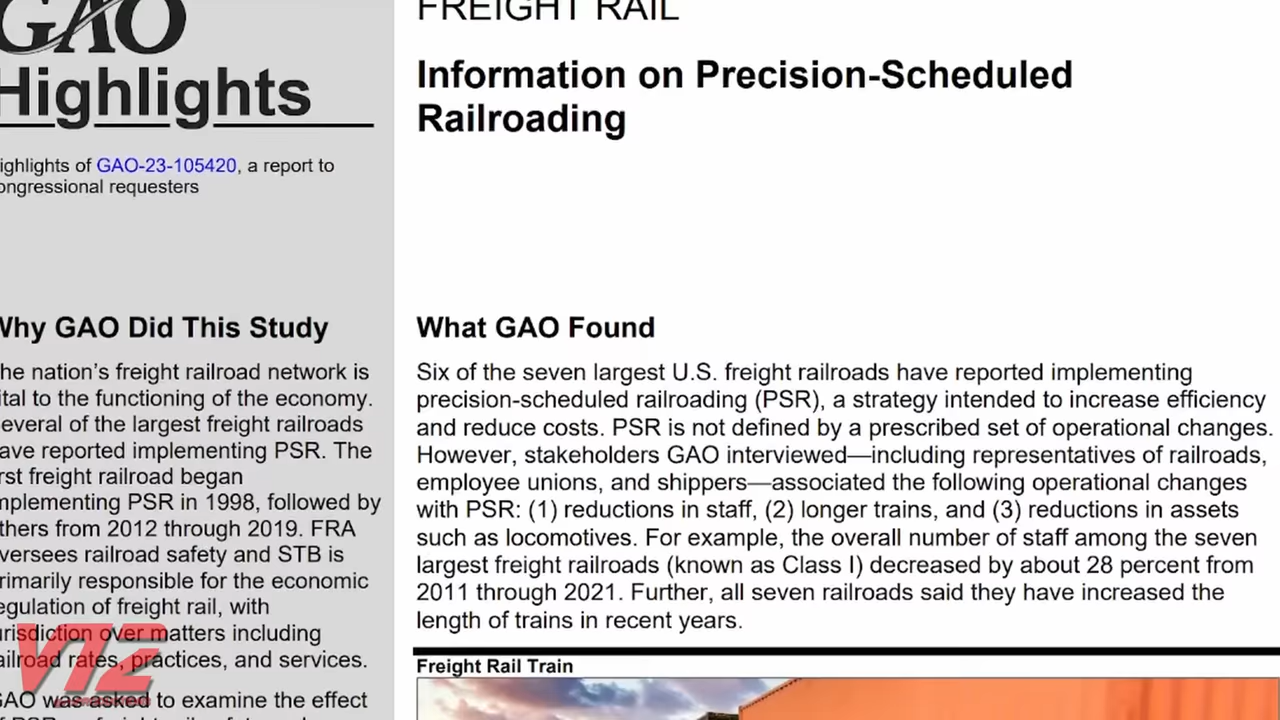 GAO
Highlights
ighlights of GAO-23-105420, a report to
ongressional requesters
Why GAO Did This Study
he nation's freight railroad network is
ital to the functioning of the economy.
everal of the largest freight railroads
ave reported implementing PSR. The
rst freight railroad began
mplementing PSR in 1998, followed by
thers from 2012 through 2019. FRA
versees railroad safety and STB is
rimarily responsible for the economic
egulation of freight rail, with
urisdiction over matters including
ailroad rates, practices, and services.
GAO was asked to examine the effect
FREIGHT RAIL
Information on Precision-Scheduled
Railroading
What GAO Found
Six of the seven largest U.S. freight railroads have reported implementing
precision-scheduled railroading (PSR), a strategy intended to increase efficiency
and reduce costs. PSR is not defined by a prescribed set of operational changes.
However, stakeholders GAO interviewed—including representatives of railroads,
employee unions, and shippers—associated the following operational changes
with PSR: (1) reductions in staff, (2) longer trains, and (3) reductions in assets
such as locomotives. For example, the overall number of staff among the seven
largest freight railroads (known as Class I) decreased by about 28 percent from
2011 through 2021. Further, all seven railroads said they have increased the
length of trains in recent years.
Freight Rail Train
V12